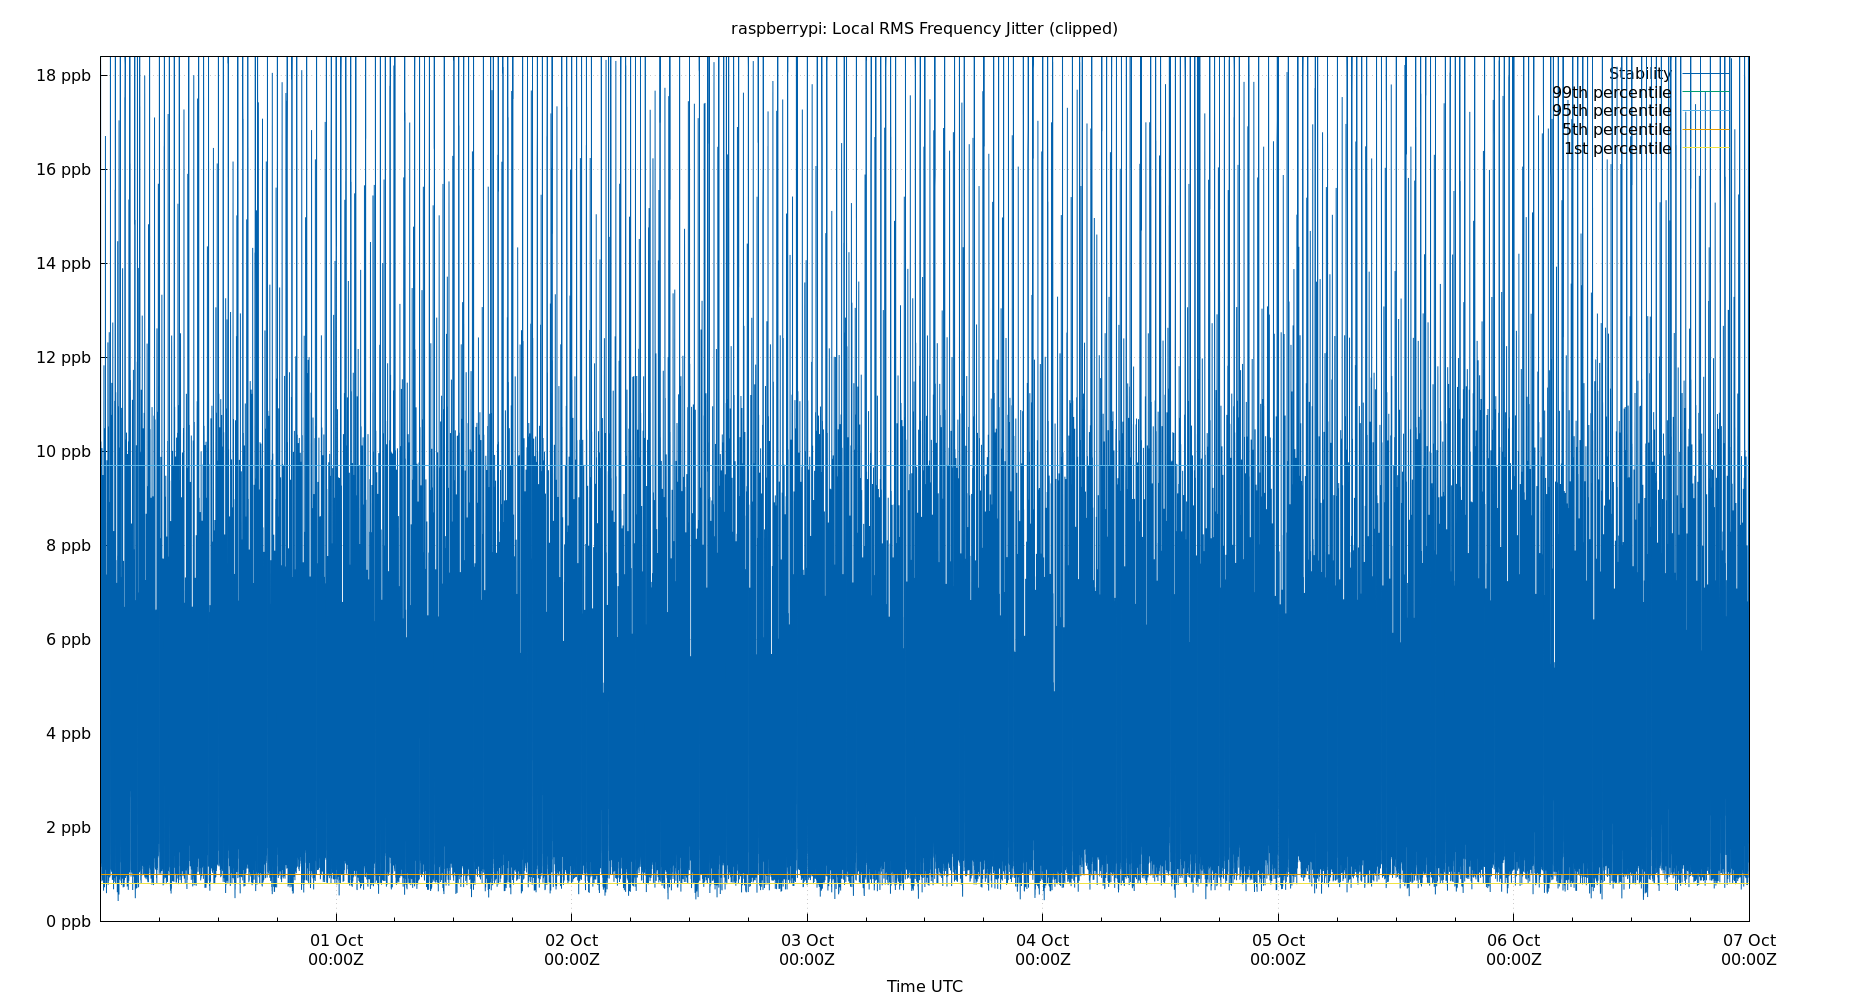 raspberrypi: Local RMS Frequency Jitter (clipped)
18 ppb
16 ppb
14 ppb
12 ppb
10 ppb
8 ppb
6 ppb
4 ppb
2 ppb
0 ppb
Stability
99th percentile
95th percentile
5th percentile
1st percentile
01 Oct
00:00Z
02 Oct
00:00Z
03 Oct
00:00Z
04 Oct
00:00Z
05 Oct
00:00Z
06 Oct
00:00Z
07 Oct
00:00Z
Time UTC